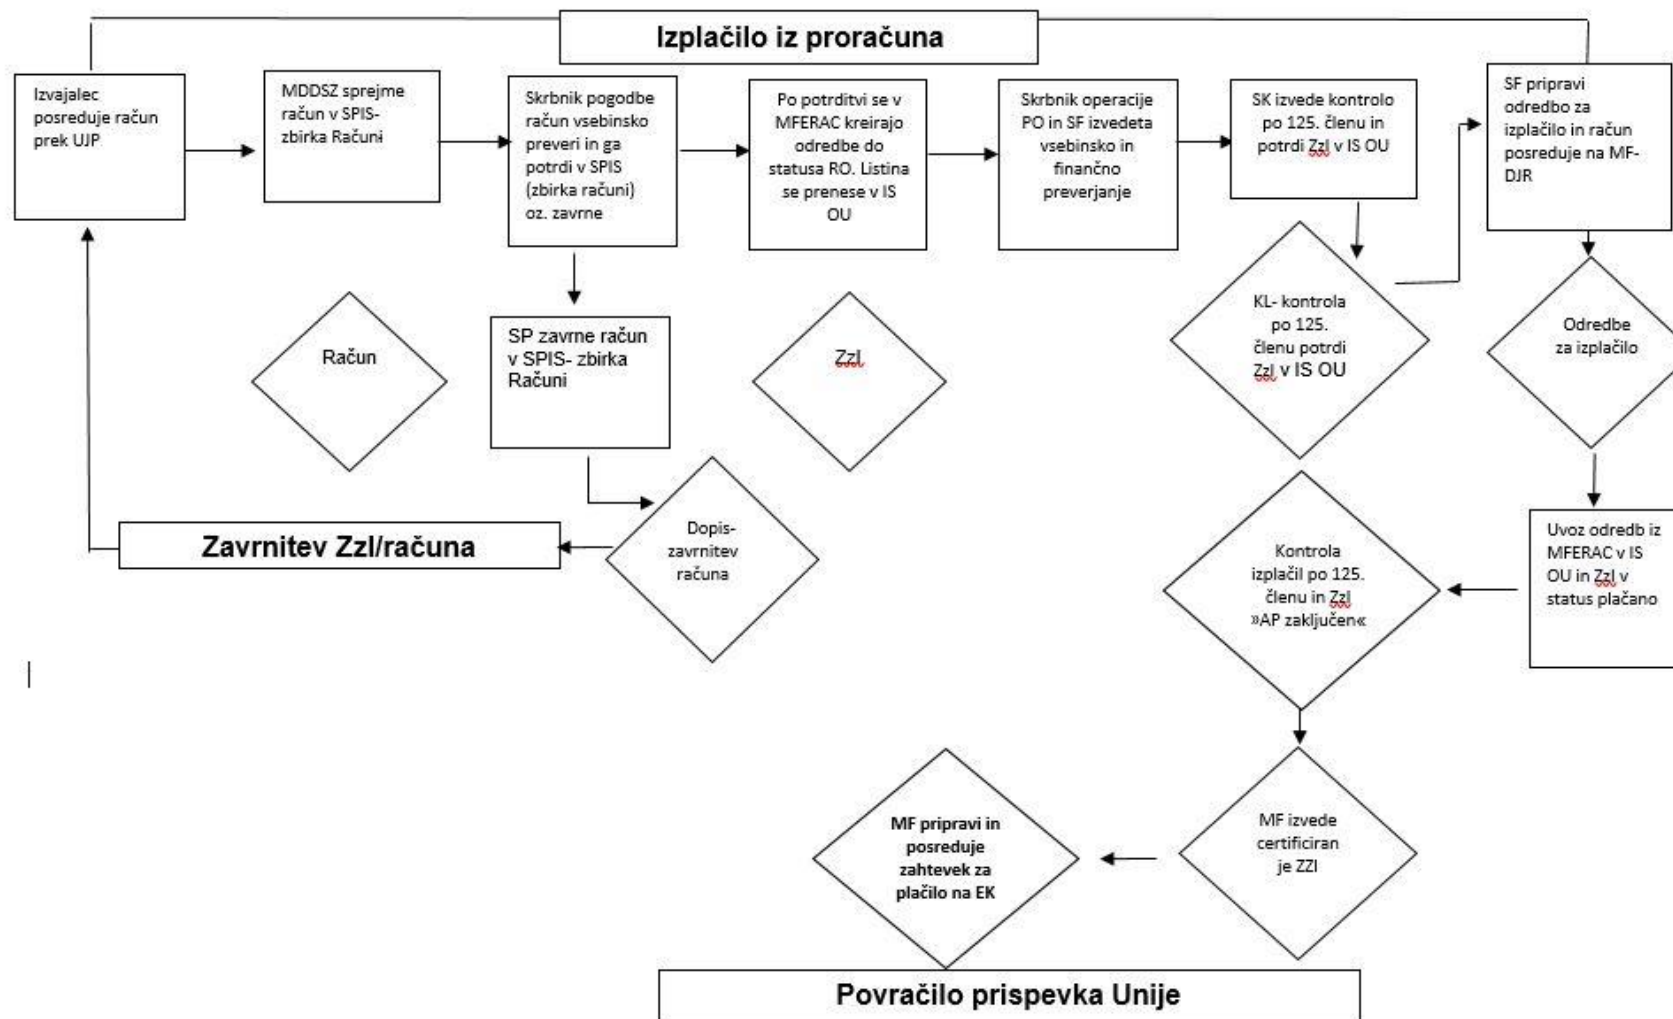 Izplačilo iz proračuna
Izvajalec
posreduje račun
prek UJP
MDDSZ sprejme
račun v SPIS-
zbirka Računi
Skrbnik pogodbe
račun vsebinsko
preveri in ga
potrdi v SPIS
(zbirka računi)
oz. zavrne
Po potrditvi se v
MFERAC kreirajo
odredbe do
statusa RO. Listina
se prenese v IS
OU
Skrbnik operacije
PO in SF izvedeta
vsebinsko in
finančno
preverjanje
SK izvede kontrolo
po 125. členu in
potrdi ZzI v IS OU
SF pripravi
odredbo za
izplačilo in račun
posreduje na MF-
DJR
Račun
SP zavrne račun
v SPIS- zbirka
Računi
ZzI
KL- kontrola
po 125.
členu potrdi
ZzI v IS OU
Odredbe
za izplačilo
Zavrnitev ZzI/računa
Dopis-
zavrnitev
računa
Kontrola
izplačil po 125.
členu in ZzI
»AP zaključen«
Uvoz odredb iz
MFERAC v IS
OU in ZzI v
status plačano
MF pripravi in
posreduje
zahtevek za
plačilo na EK
MF izvede
certificiran
je ZZI
Povračilo prispevka Unije